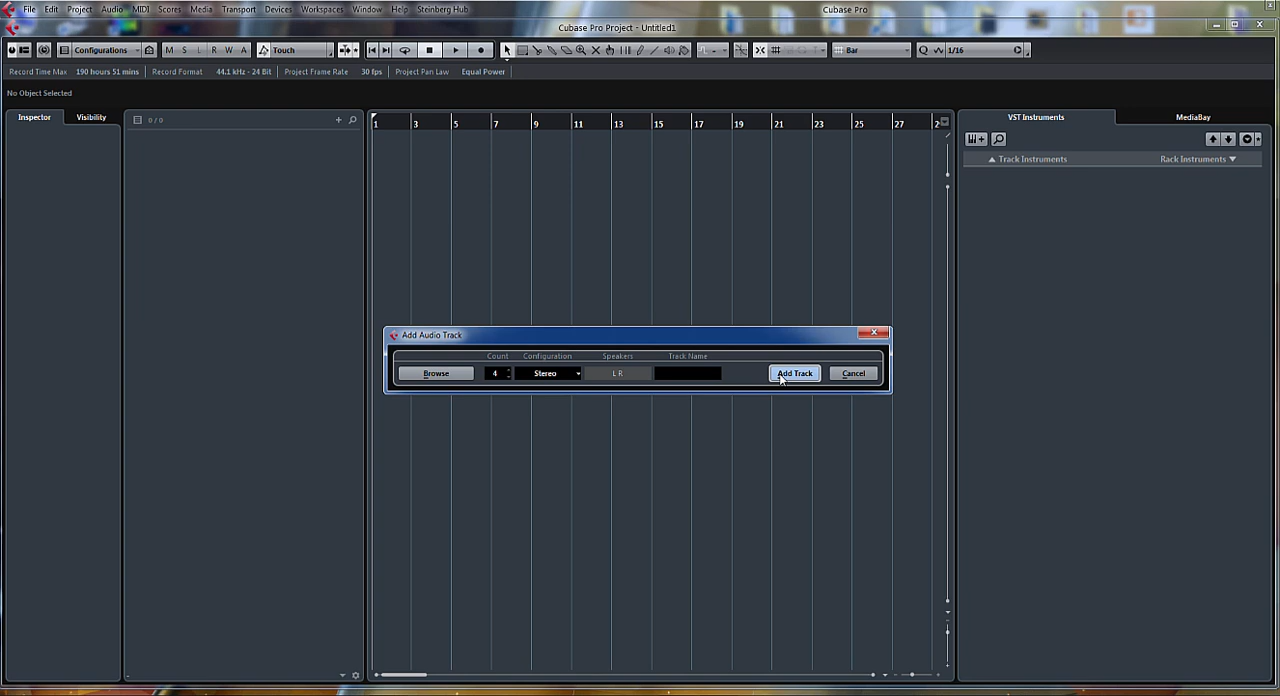 File Edit Project Audio MIDI Scores Media Transport Devices Workspaces Window Help Steinberg Hub Cubase Pro
Cubase Pro Project - Untitled1
Configurations M S L R W A Touch Bar Q 1/16
Record Time Max 190 hours 51 mins Record Format 44.1 kHz - 24 Bit Project Frame Rate 30 fps Project Pan Law Equal Power
No Object Selected
Inspector Visibility 0 / 0 VST Instruments MediaBay
1 3 5 7 9 11 13 15 17 19 21 23 25 27
Track Instruments Rack Instruments
Add Audio Track
Count Configuration Speakers Track Name
Browse 4 Stereo L R Add Track Cancel